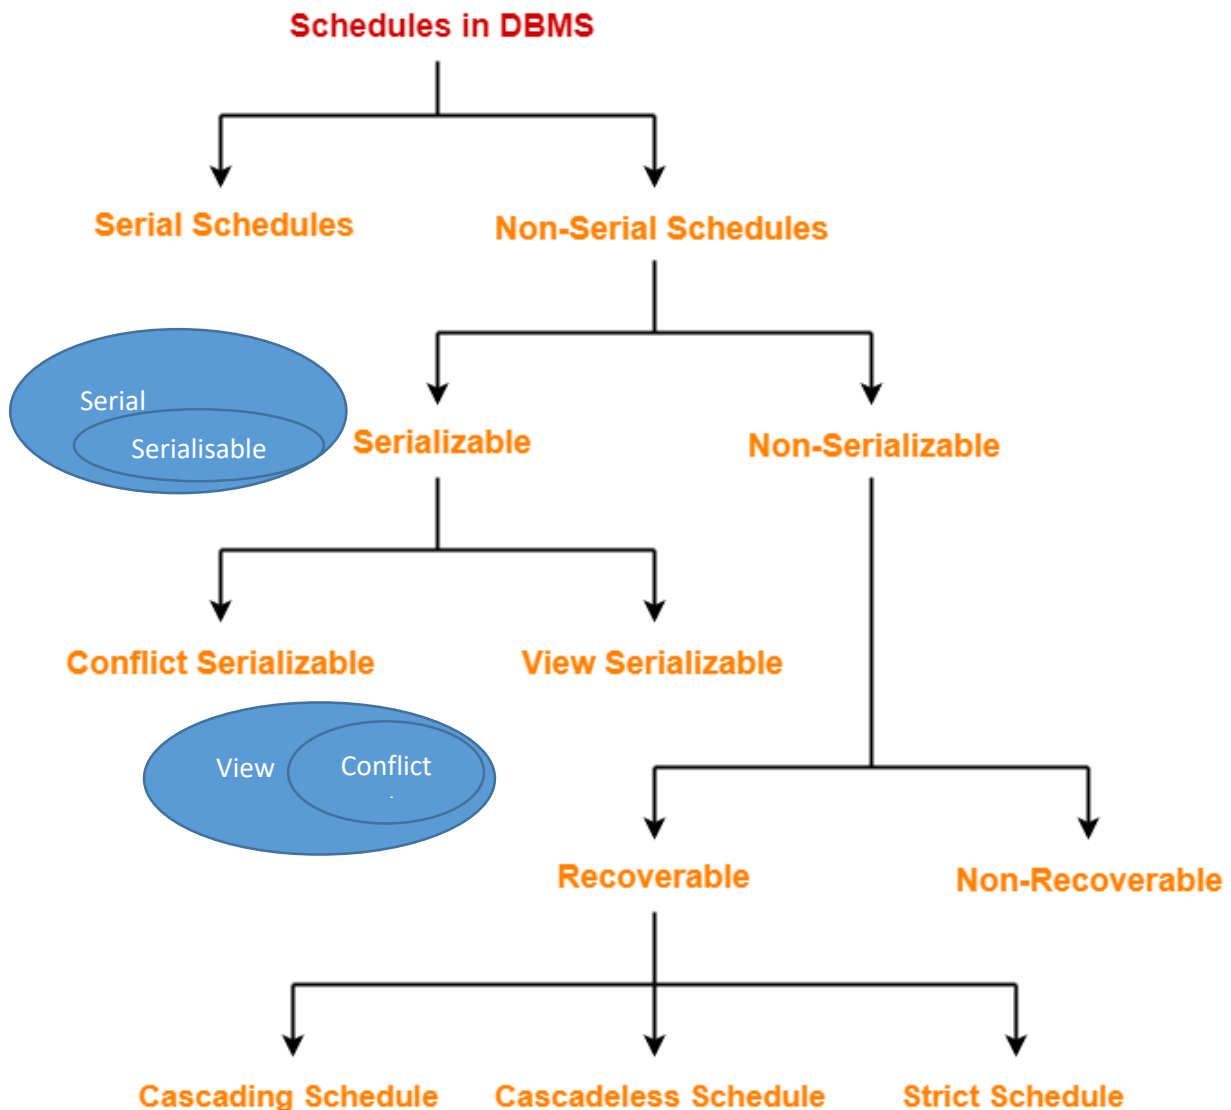 Schedules in DBMS
Serial Schedules
Non-Serial Schedules
Serial
Serialisable
Serializable
Non-Serializable
Conflict Serializable
View Serializable
View
Conflict
Recoverable
Non-Recoverable
Cascading Schedule
Cascadeless Schedule
Strict Schedule